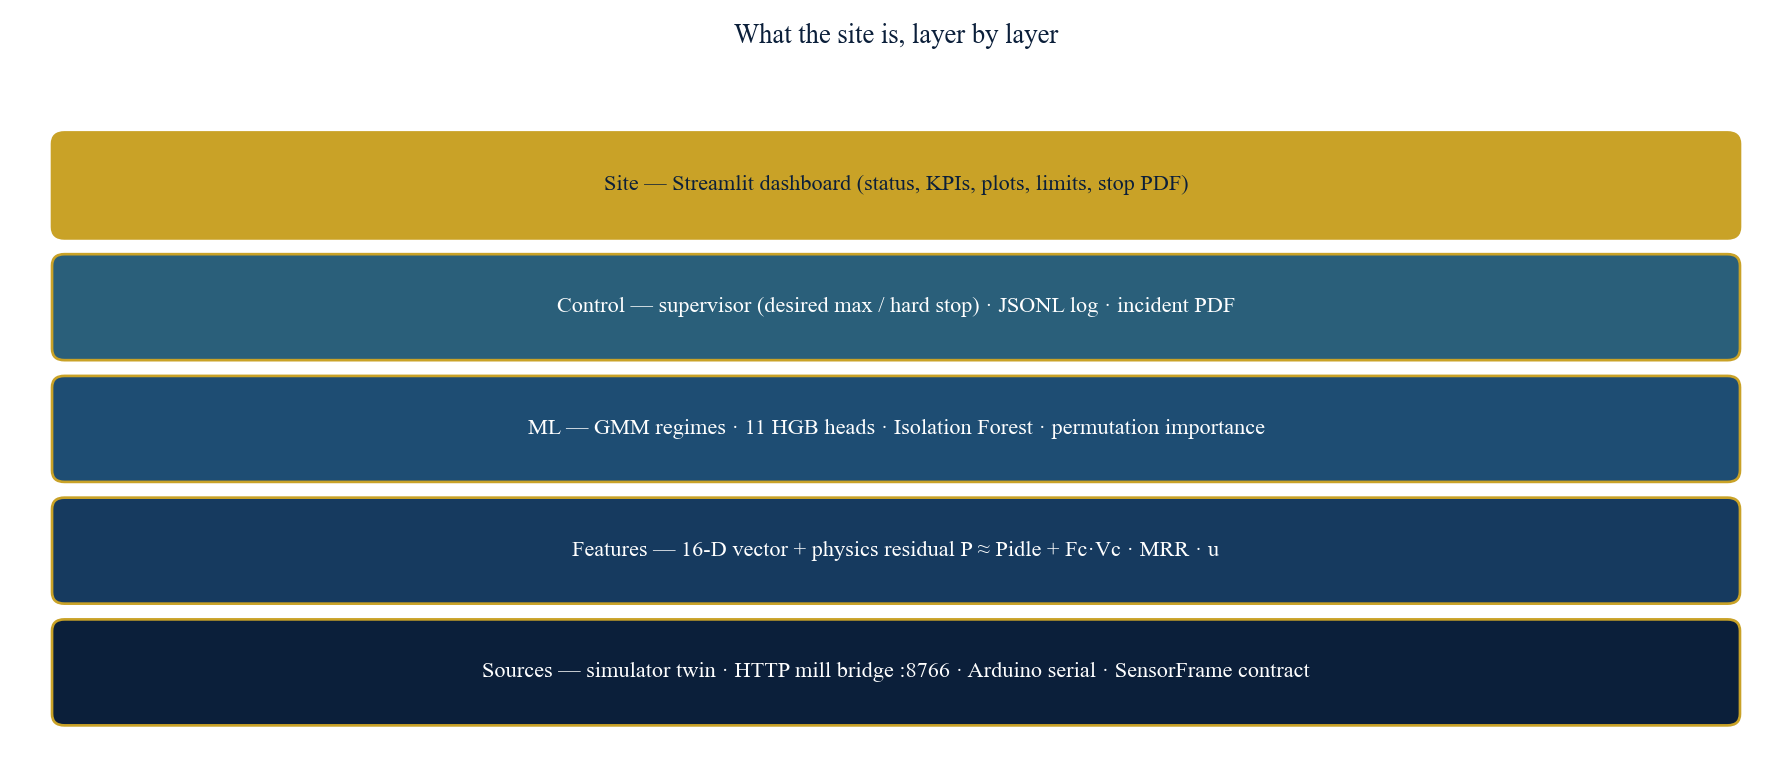 What the site is, layer by layer
Site — Streamlit dashboard (status, KPIs, plots, limits, stop PDF)
Control — supervisor (desired max / hard stop) · JSONL log · incident PDF
ML — GMM regimes · 11 HGB heads · Isolation Forest · permutation importance
Features — 16-D vector + physics residual P ≈ Pidle + Fc·Vc · MRR · u
Sources — simulator twin · HTTP mill bridge :8766 · Arduino serial · SensorFrame contract